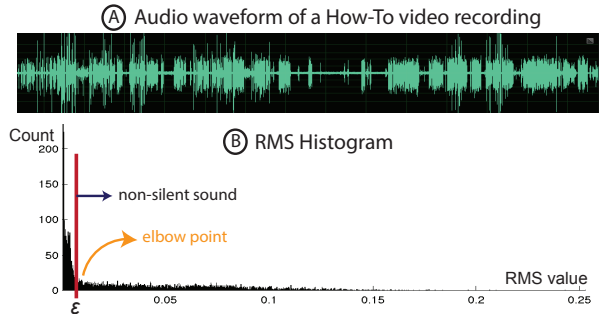 A Audio waveform of a How-To video recording
B RMS Histogram
Count
200
150
100
50
0
non-silent sound
elbow point
RMS value
ε
0.05
0.1
0.15
0.2
0.25